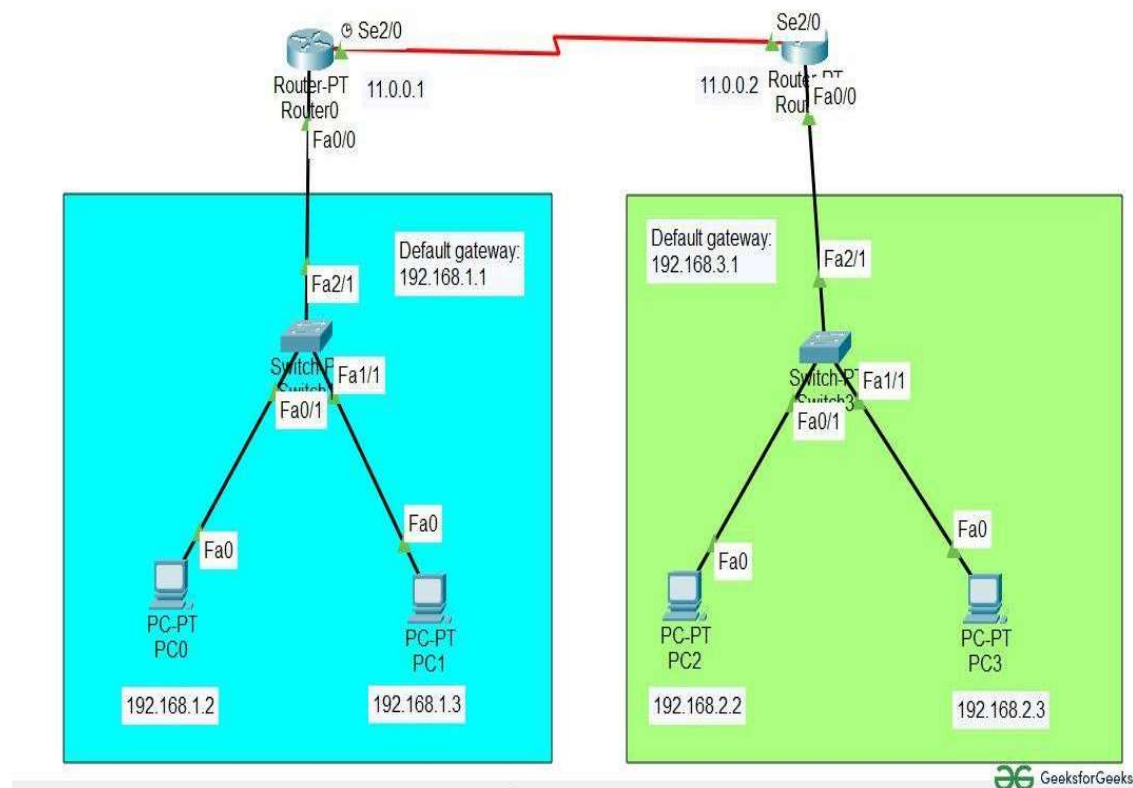 Se2/0
Se2/0
Router-PT
Router0
11.0.0.1
11.0.0.2
Fa0/0
Fa0/0
Default gateway:
192.168.1.1
Default gateway:
192.168.3.1
Fa2/1
Fa2/1
Fa1/1
Fa0/1
Fa1/1
Switch3
Fa0/1
Fa0
Fa0
Fa0
Fa0
PC-PT
PC0
PC-PT
PC1
PC-PT
PC2
PC-PT
PC3
192.168.1.2
192.168.1.3
192.168.2.2
192.168.2.3
GeeksforGeeks